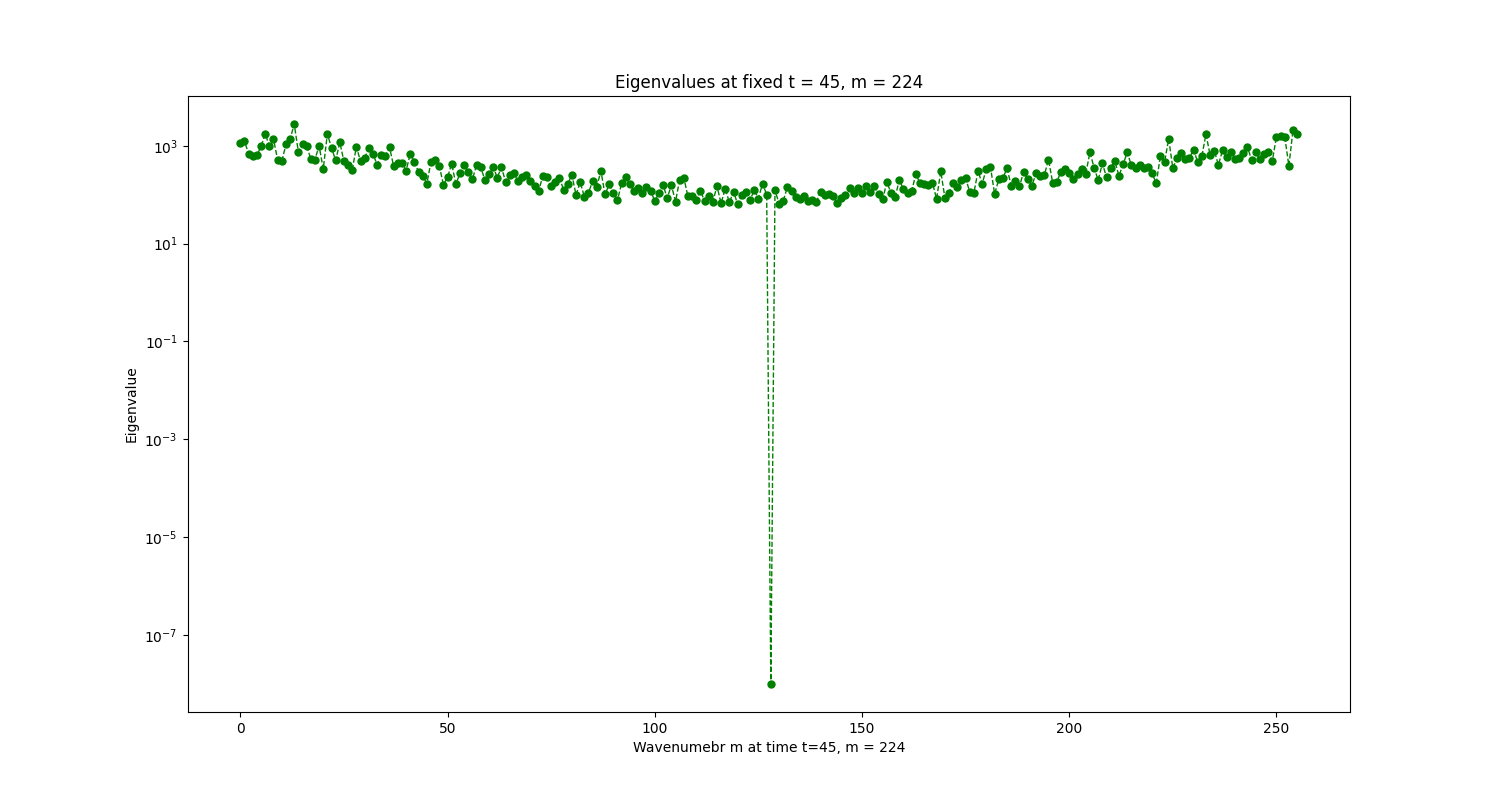 Eigenvalues at fixed t = 45, m = 224
10³
10¹
10⁻¹
10⁻³
10⁻⁵
10⁻⁷
Eigenvalue
0 50 100 150 200 250
Wavenumebr m at time t=45, m = 224